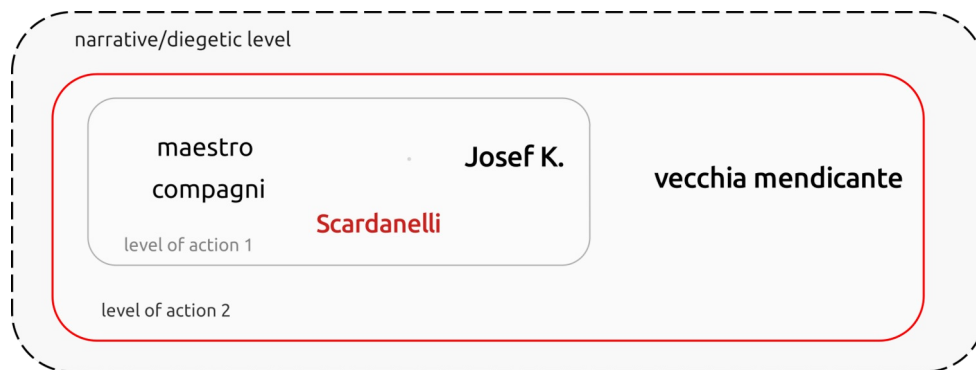 narrative/diegetic level
maestro
Josef K.
compagni
vecchia mendicante
Scardanelli
level of action 1
level of action 2